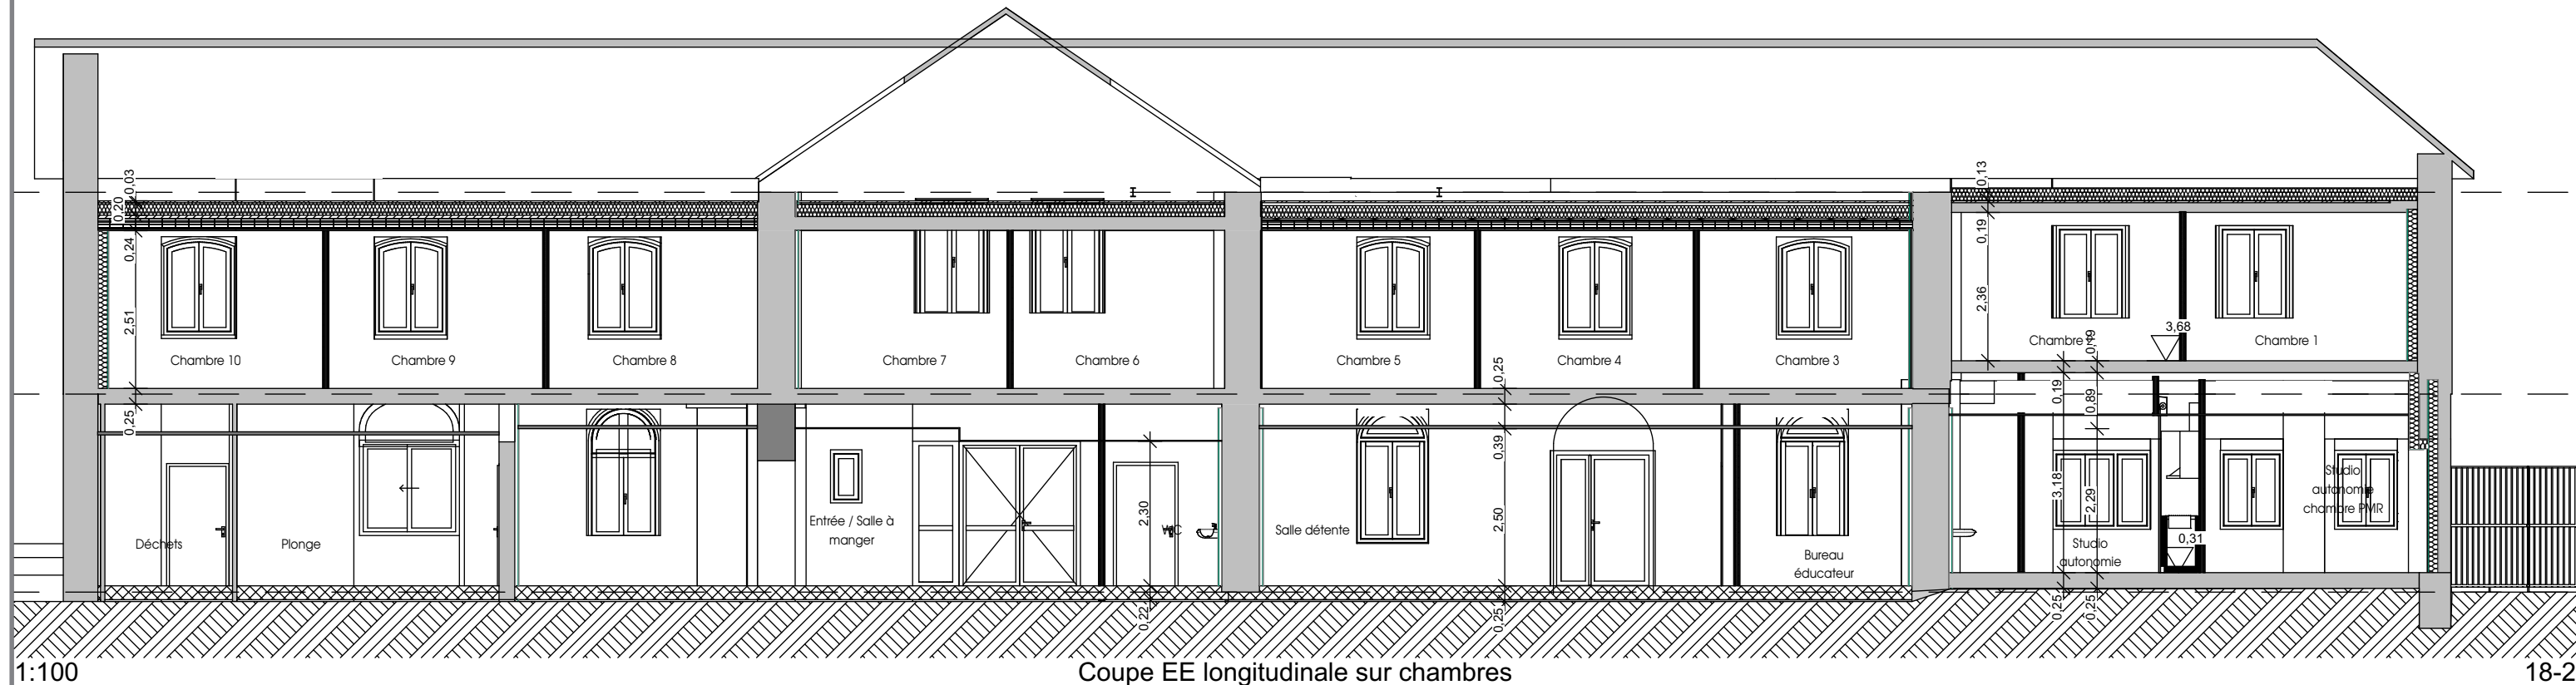 0,03
0,20
0,24
2,51
0,25
0,13
0,19
2,36
3,68
Chambre 10
Chambre 9
Chambre 8
Chambre 7
Chambre 6
Chambre 5
Chambre 4
Chambre 3
Chambre 2
Chambre 1
0,25
0,39
2,50
0,25
0,19
0,19
0,89
3,18
2,29
0,31
0,25
0,25
2,30
0,22
Déchets
Plonge
Entrée / Salle à
manger
WC
Salle détente
Bureau
éducateur
Studio
autonomie
Studio
autonomie
chambre PMR
1:100
Coupe EE longitudinale sur chambres
18-2